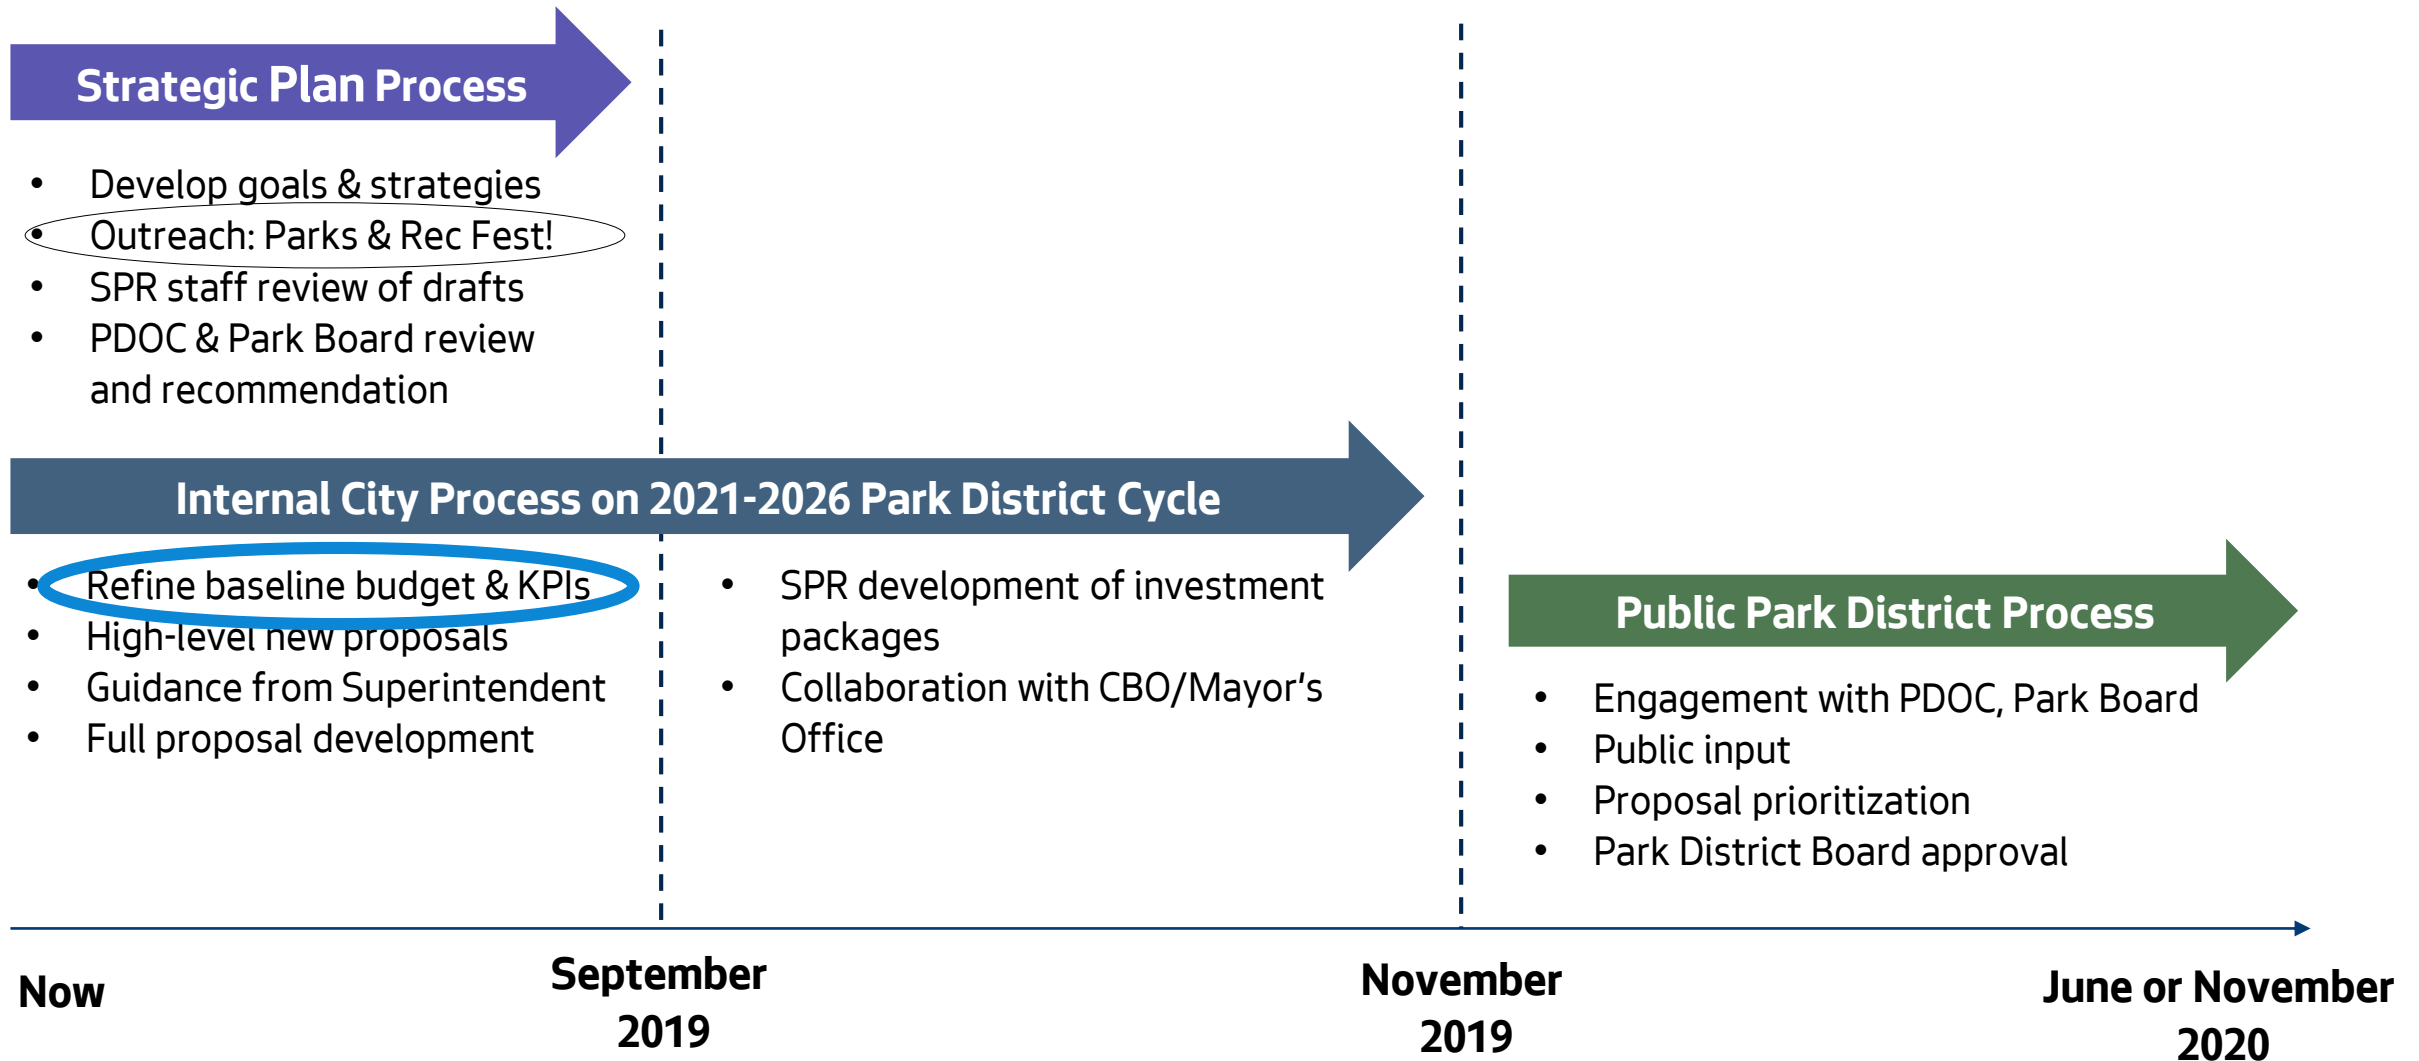 Strategic Plan Process
• Develop goals & strategies
• Outreach: Parks & Rec Fest!
• SPR staff review of drafts
• PDOC & Park Board review
and recommendation
Internal City Process on 2021-2026 Park District Cycle
• Refine baseline budget & KPIs
• High-level new proposals
• Guidance from Superintendent
• Full proposal development
• SPR development of investment
packages
• Collaboration with CBO/Mayor's
Office
Public Park District Process
• Engagement with PDOC, Park Board
• Public input
• Proposal prioritization
• Park District Board approval
Now
September
2019
November
2019
June or November
2020